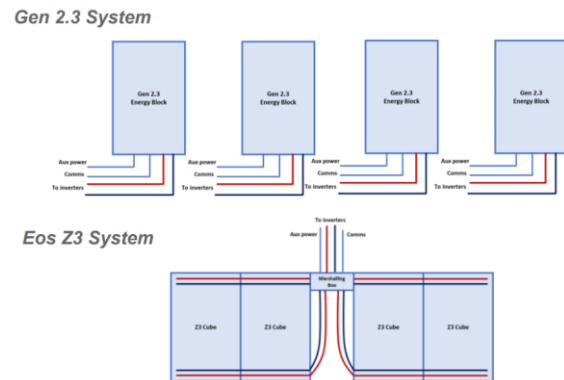 Gen 2.3 System
Gen 2.3
Energy Block
Gen 2.3
Energy Block
Gen 2.3
Energy Block
Gen 2.3
Energy Block
Aux power
Comms
To inverters
Aux power
Comms
To inverters
Aux power
Comms
To inverters
Aux power
Comms
To inverters
Eos Z3 System
To inverters
Aux power
Comms
Marshalling
Box
Z3 Cube
Z3 Cube
Z3 Cube
Z3 Cube